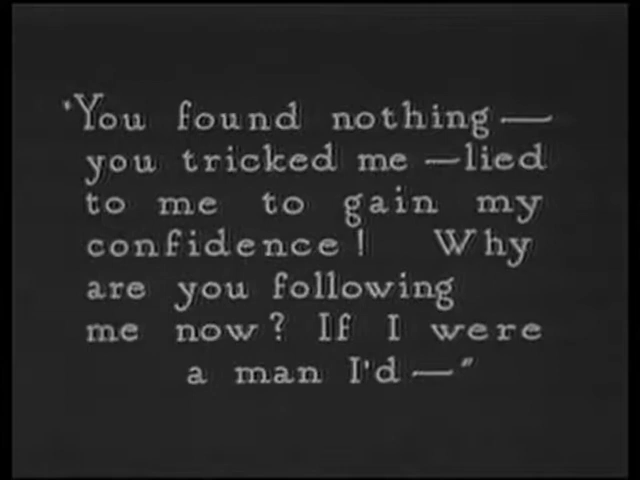 "You found nothing—
you tricked me—lied
to me to gain my
confidence! Why
are you following
me now? If I were
a man I'd—"